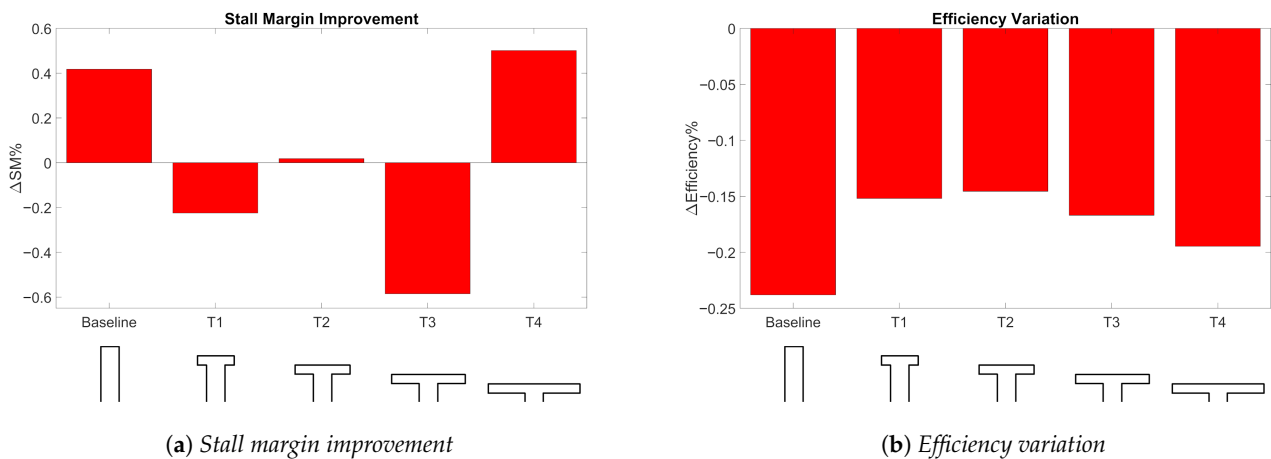 Stall Margin Improvement
0.6
0.4
0.2
0
−0.2
−0.4
−0.6
ΔSM%
Baseline T1 T2 T3 T4
(a) Stall margin improvement
Efficiency Variation
0
−0.05
−0.1
−0.15
−0.2
−0.25
ΔEfficiency%
Baseline T1 T2 T3 T4
(b) Efficiency variation